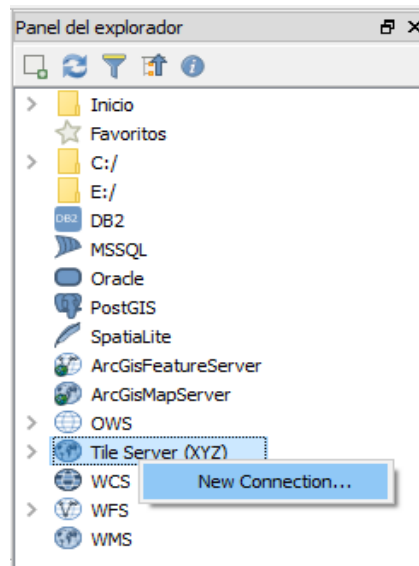 Panel del explorador
Inicio
Favoritos
C:/
E:/
DB2 DB2
MSSQL
Oracle
PostGIS
SpatiaLite
ArcGisFeatureServer
ArcGisMapServer
OWS
Tile Server (XYZ)
WCS New Connection...
WFS
WMS